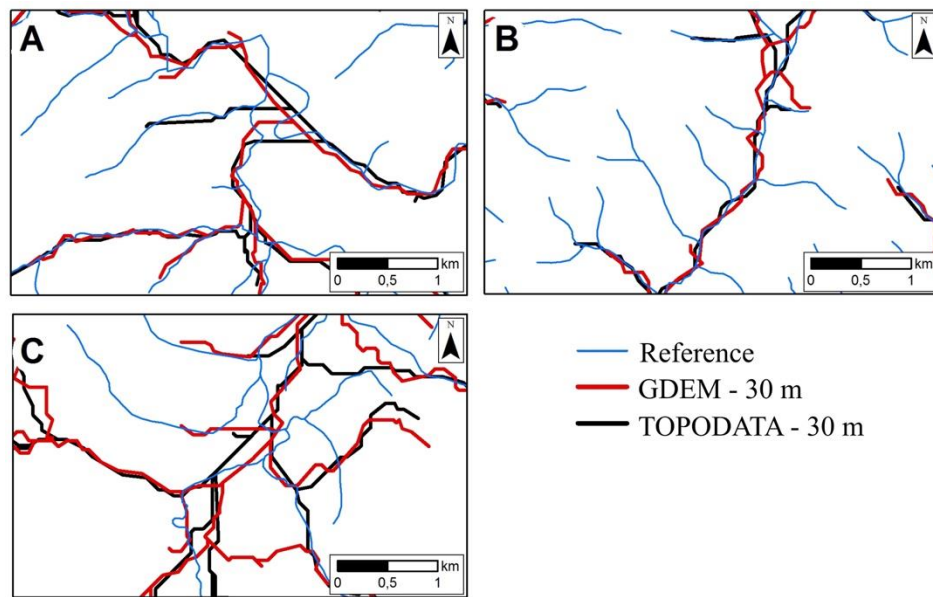 A
N
km
0 0,5 1
B
N
km
0 0,5 1
C
N
km
0 0,5 1
Reference
GDEM - 30 m
TOPODATA - 30 m